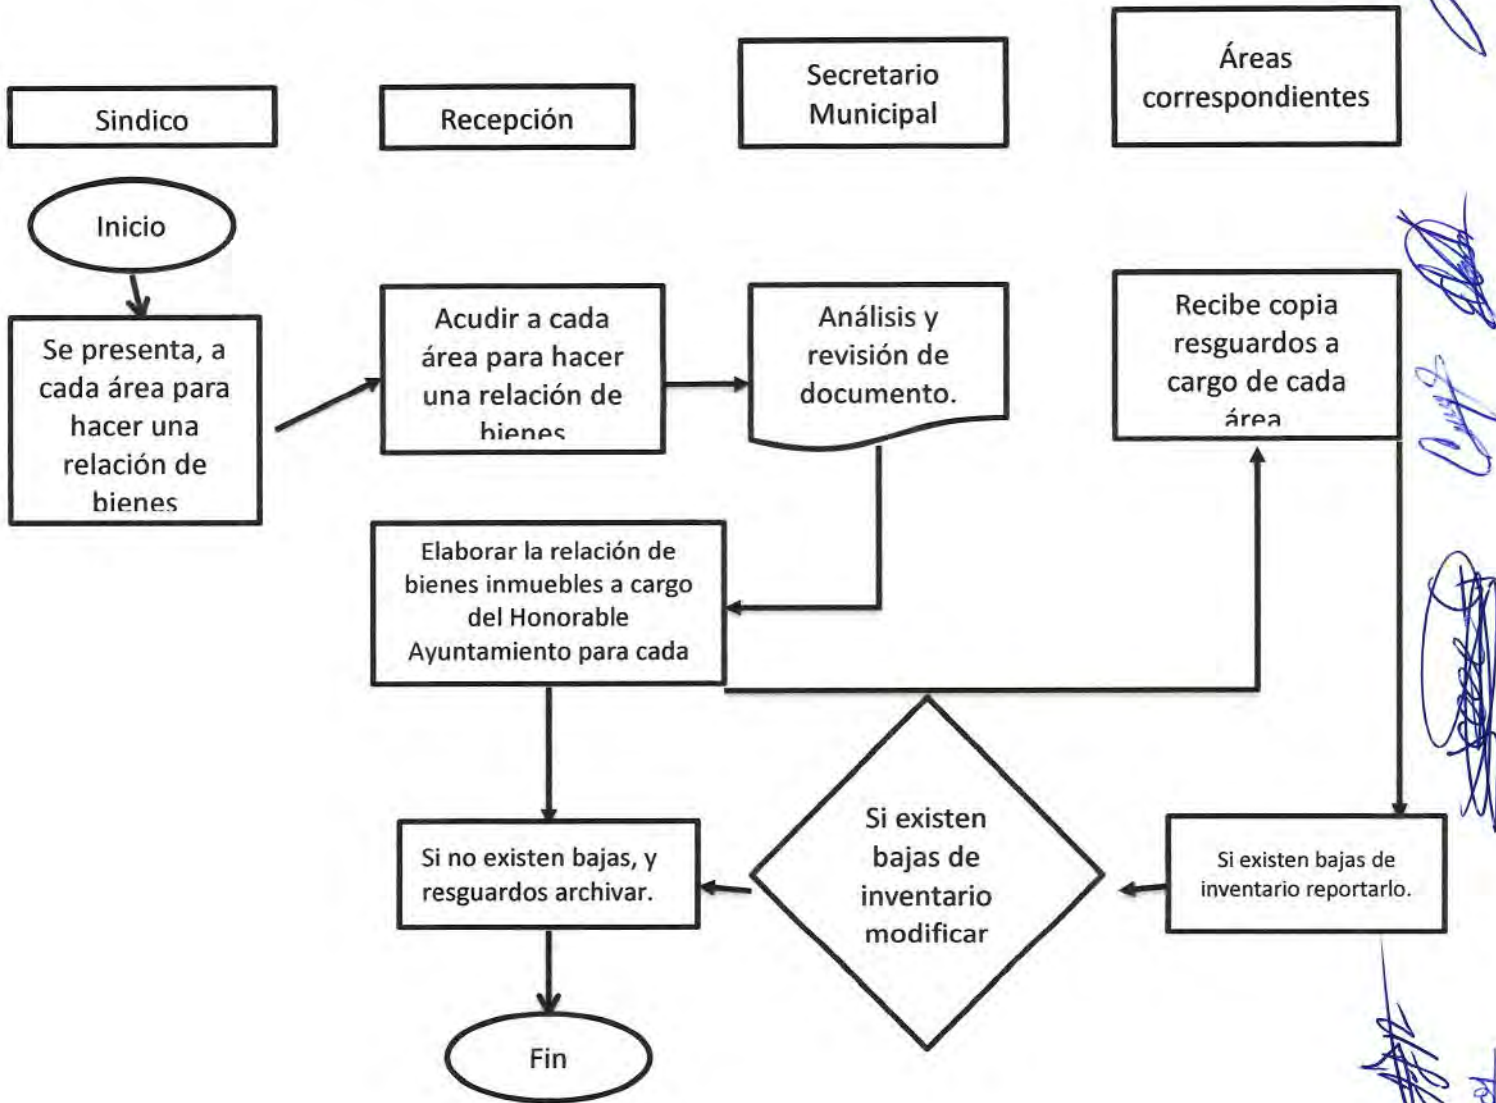 Sindico
Recepción
Secretario
Municipal
Áreas
correspondientes
Inicio
Se presenta, a
cada área para
hacer una
relación de
bienes
Acudir a cada
área para hacer
una relación de
bienes
Análisis y
revisión de
documento.
Recibe copia
resguardos a
cargo de cada
área
Elaborar la relación de
bienes inmuebles a cargo
del Honorable
Ayuntamiento para cada
Si no existen bajas, y
resguardos archivar.
Si existen
bajas de
inventario
modificar
Si existen bajas de
inventario reportarlo.
Fin